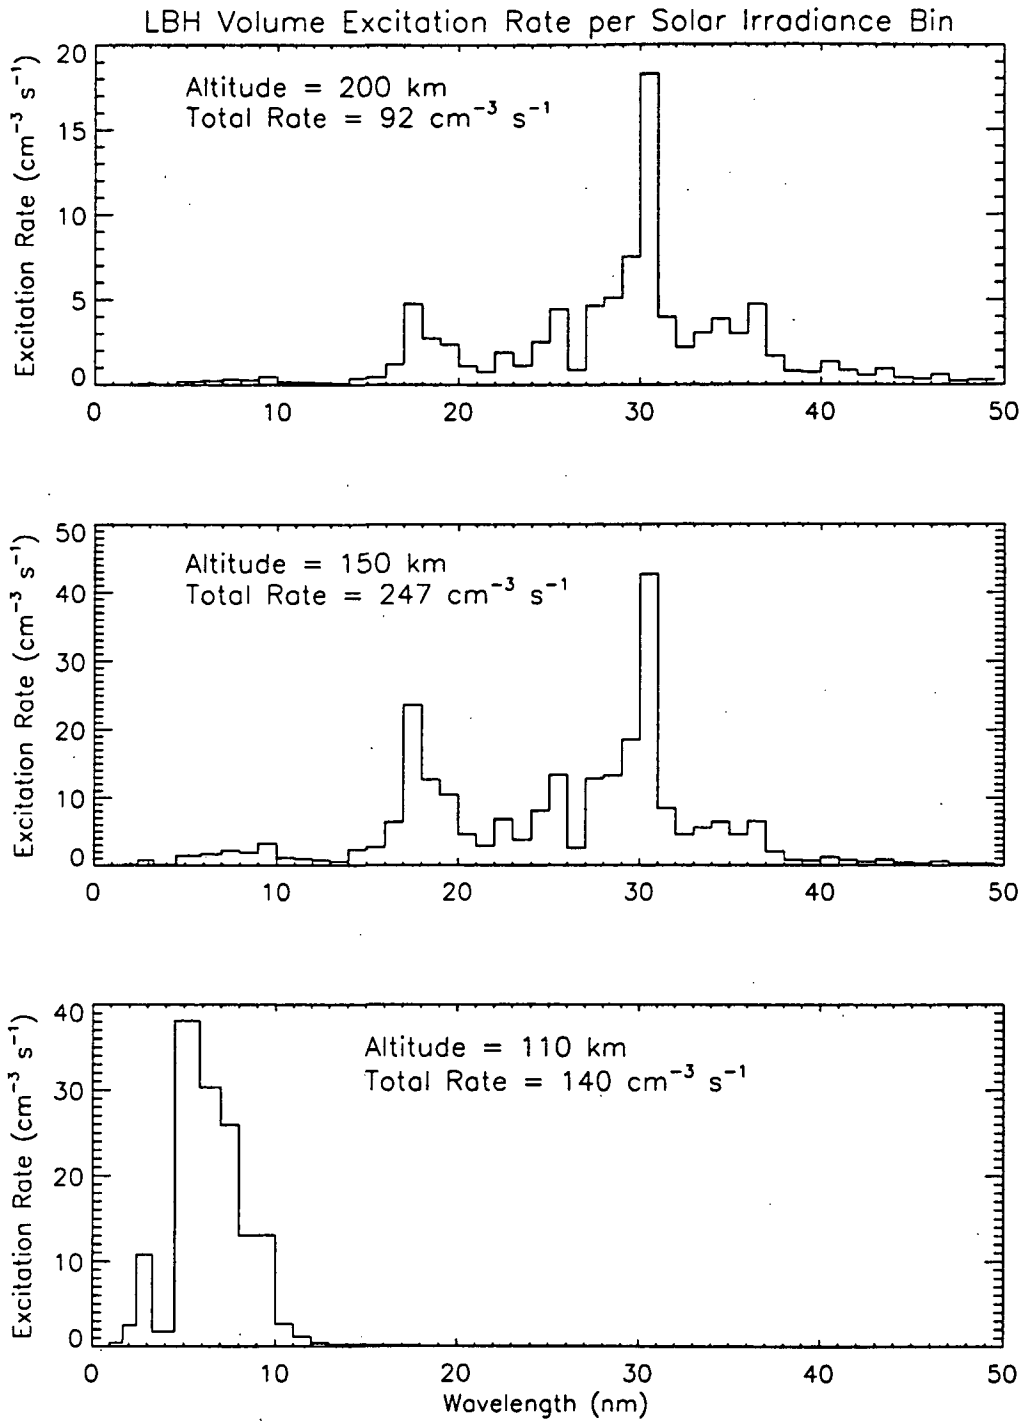 LBH Volume Excitation Rate per Solar Irradiance Bin
Excitation Rate (cm⁻³ s⁻¹)
20
15
10
5
0
Altitude = 200 km
Total Rate = 92 cm⁻³ s⁻¹
0 10 20 30 40 50
Excitation Rate (cm⁻³ s⁻¹)
50
40
30
20
10
0
Altitude = 150 km
Total Rate = 247 cm⁻³ s⁻¹
0 10 20 30 40 50
Excitation Rate (cm⁻³ s⁻¹)
40
30
20
10
0
Altitude = 110 km
Total Rate = 140 cm⁻³ s⁻¹
0 10 20 30 40 50
Wavelength (nm)